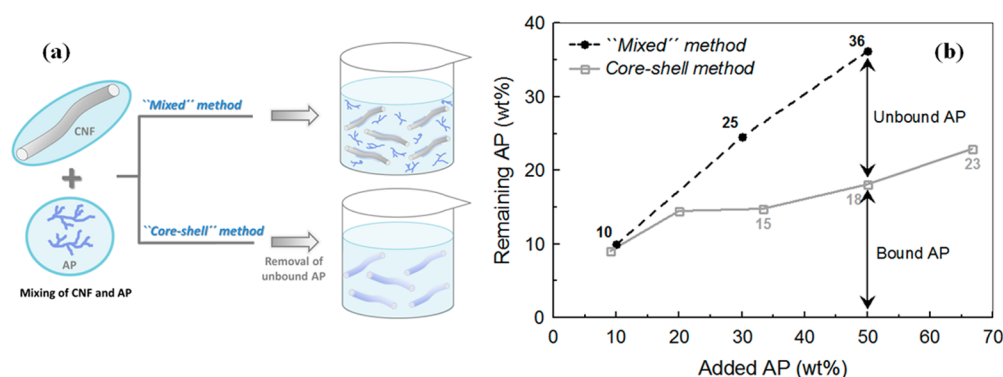 (a)
CNF
+
AP
Mixing of CNF and AP
``Mixed´´ method
``Core-shell´´ method
Removal of
unbound AP
(b)
``Mixed´´ method
Core-shell method
Remaining AP (wt%)
40
30
20
10
0
36
25
10
15
18
23
Unbound AP
Bound AP
0 10 20 30 40 50 60 70
Added AP (wt%)